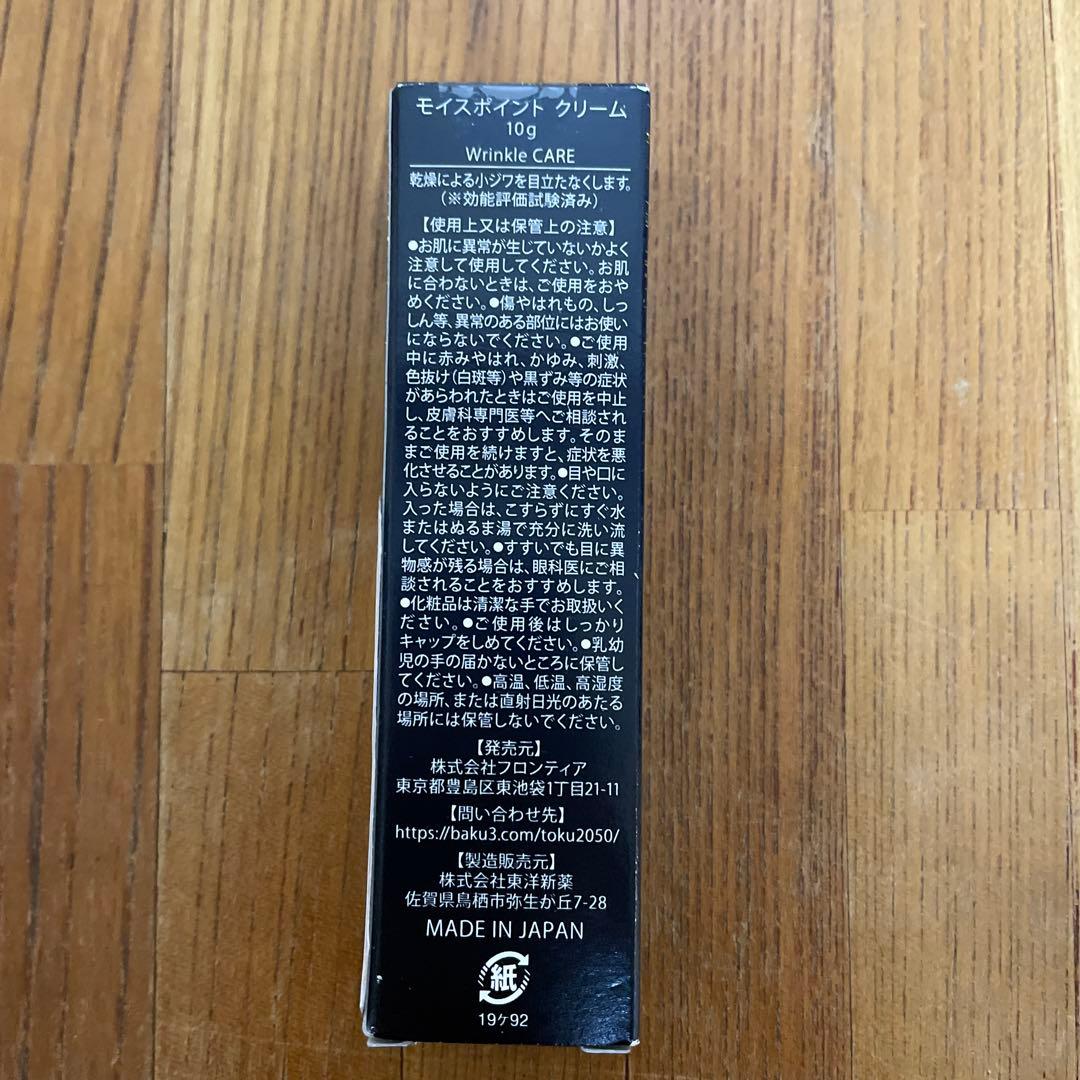 モイスポイント クリーム
10g
Wrinkle CARE
乾燥による小ジワを目立たなくします。
（※効能評価試験済み）
【使用上又は保管上の注意】
●お肌に異常が生じていないかよく
注意して使用してください。お肌
に合わないときは、ご使用をおや
めください。●傷やはれもの、しっ
しん等、異常のある部位にはお使い
にならないでください。●ご使用
中に赤みやはれ、かゆみ、刺激、
色抜け（白斑等）や黒ずみ等の症状
があらわれたときはご使用を中止
し、皮膚科専門医等へご相談され
ることをおすすめします。そのま
まご使用を続けますと、症状を悪
化させることがあります。●目や口に
入らないようにご注意ください。
入った場合は、こすらずにすぐ水
またはぬるま湯で充分に洗い流
してください。●すすいでも目に異
物感が残る場合は、眼科医にご相
談されることをおすすめします。
●化粧品は清潔な手でお取扱いく
ださい。●ご使用後はしっかり
キャップをしめてください。●乳幼
児の手の届かないところに保管し
てください。●高温、低温、高湿度
の場所、または直射日光のあたる
場所には保管しないでください。
【発売元】
株式会社フロンティア
東京都豊島区東池袋1丁目21-11
【問い合わせ先】
https://baku3.com/toku2050/
【製造販売元】
株式会社東洋新薬
佐賀県鳥栖市弥生が丘7-28
MADE IN JAPAN
紙
19ケ92